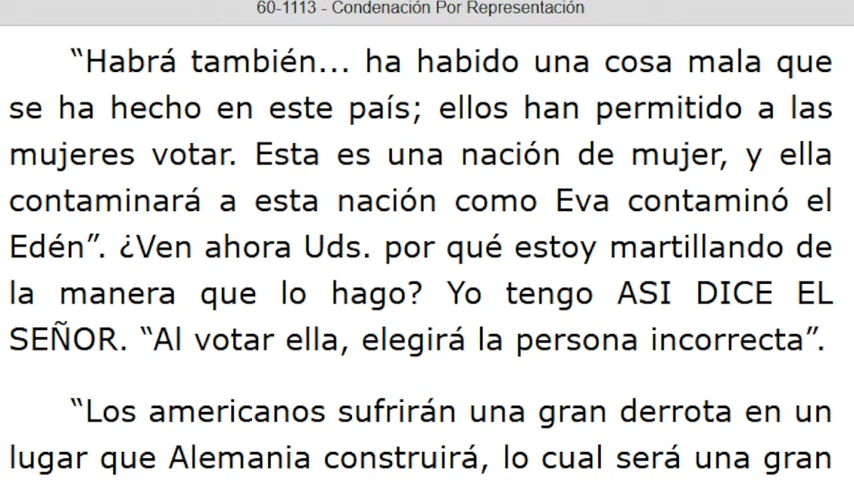 60-1113 - Condenación Por Representación
“Habrá también... ha habido una cosa mala que
se ha hecho en este país; ellos han permitido a las
mujeres votar. Esta es una nación de mujer, y ella
contaminará a esta nación como Eva contaminó el
Edén”. ¿Ven ahora Uds. por qué estoy martillando de
la manera que lo hago? Yo tengo ASI DICE EL
SEÑOR. “Al votar ella, elegirá la persona incorrecta”.
“Los americanos sufrirán una gran derrota en un
lugar que Alemania construirá, lo cual será una gran